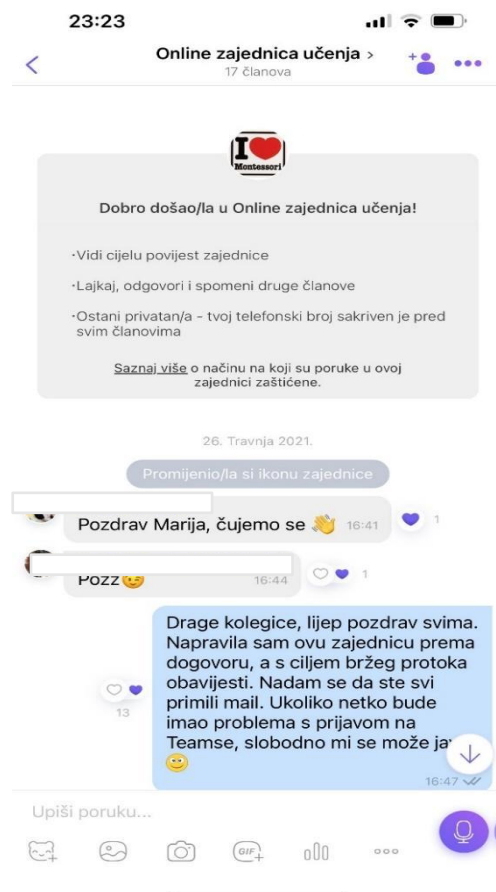 23:23
Online zajednica učenja >
17 članova
I
Montessori
Dobro došao/la u Online zajednica učenja!
·Vidi cijelu povijest zajednice
·Lajkaj, odgovori i spomeni druge članove
·Ostani privatan/a - tvoj telefonski broj sakriven je pred
svim članovima
Saznaj više o načinu na koji su poruke u ovoj
zajednici zaštićene.
26. Travnja 2021.
Promijenio/la si ikonu zajednice
Pozdrav Marija, čujemo se 👋 16:41
1
Pozz😉 16:44
1
Drage kolegice, lijep pozdrav svima.
Napravila sam ovu zajednicu prema
dogovoru, a s ciljem bržeg protoka
obavijesti. Nadam se da ste svi
primili mail. Ukoliko netko bude
imao problema s prijavom na
Teamse, slobodno mi se može
🙂
13
16:47
Upiši poruku...
GIF